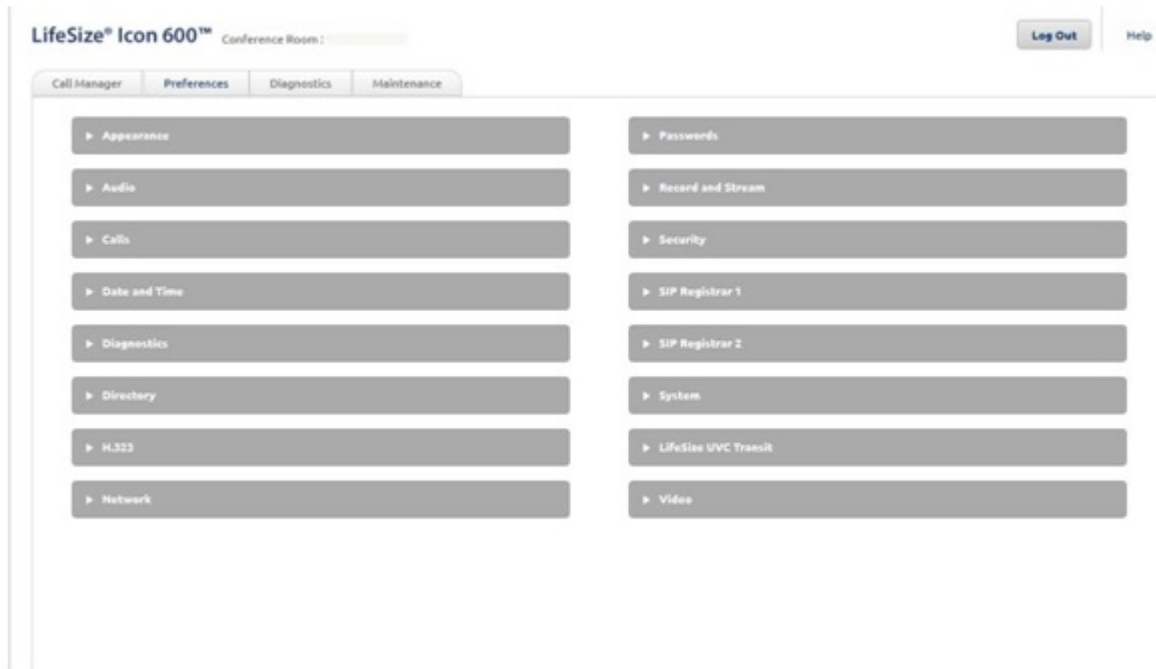 LifeSize® Icon 600™ Conference Room:
Log Out
Help
Call Manager
Preferences
Diagnostics
Maintenance
Appearance
Audio
Calls
Date and Time
Diagnostics
Directory
H.323
Network
Passwords
Record and Stream
Security
SIP Registrar 1
SIP Registrar 2
System
LifeSize UVC Transit
Video